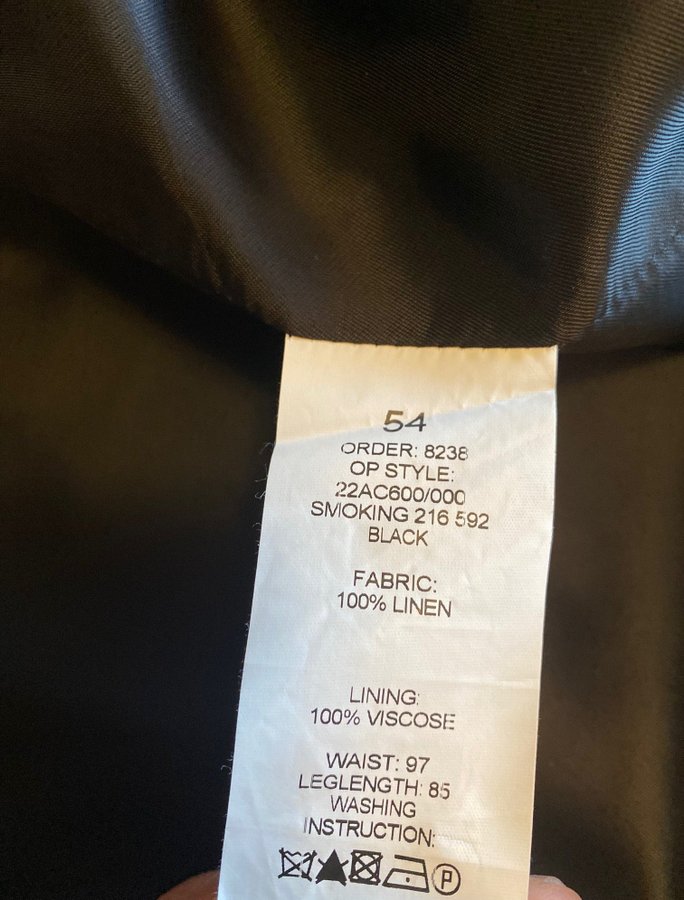 54
ORDER: 8238
OP STYLE:
22AC600/000
SMOKING 216 592
BLACK
FABRIC:
100% LINEN
LINING:
100% VISCOSE
WAIST: 97
LEGLENGTH: 85
WASHING
INSTRUCTION:
P